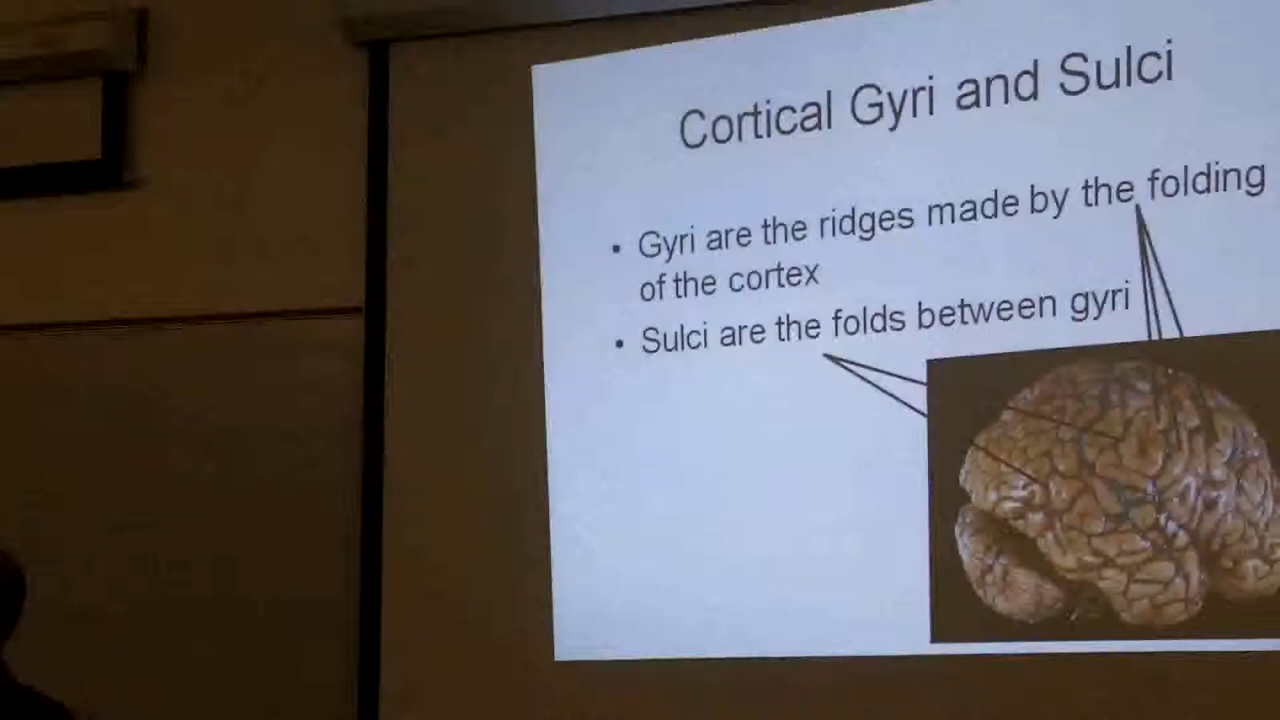 Cortical Gyri and Sulci
• Gyri are the ridges made by the folding
of the cortex
• Sulci are the folds between gyri